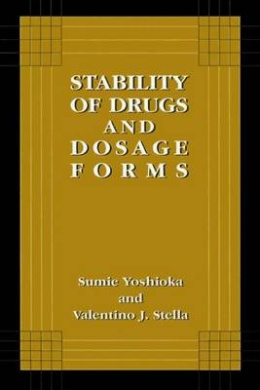 STABILITY
OF DRUGS
AND
DOSAGE
FORMS
Sumie Yoshioka
and
Valentino J. Stella